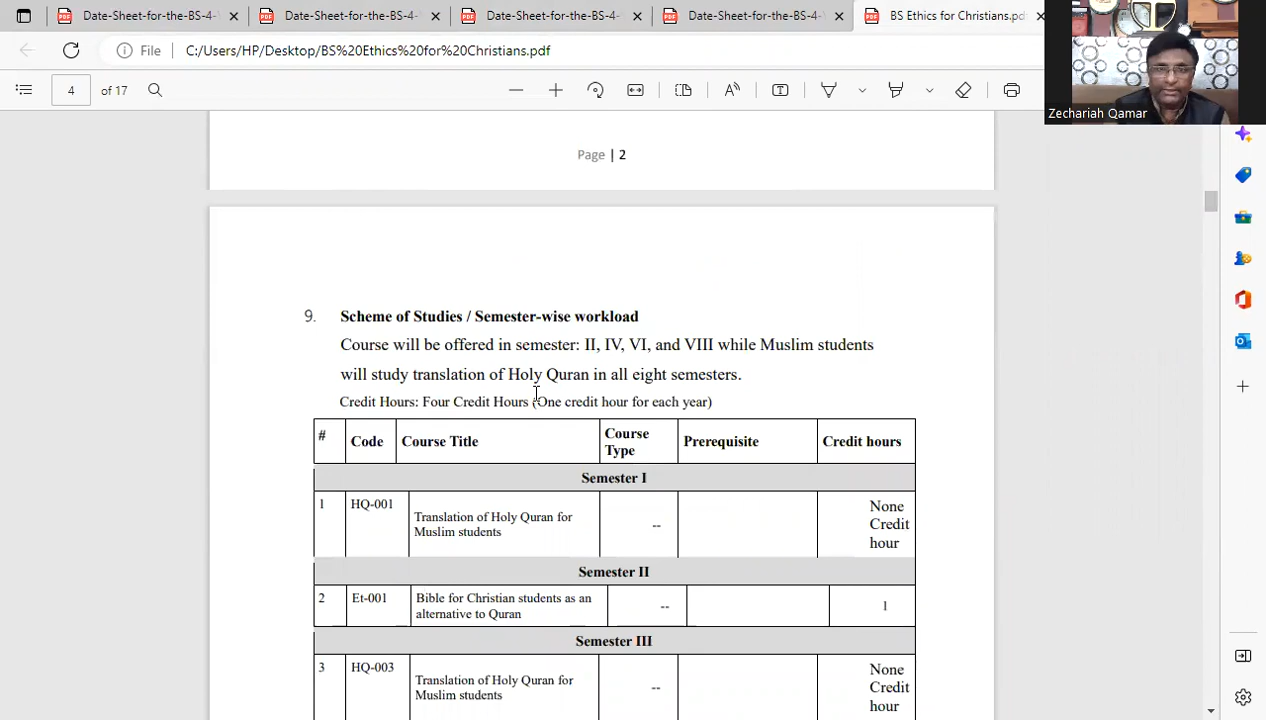 Date-Sheet-for-the-BS-4-
Date-Sheet-for-the-BS-4-
Date-Sheet-for-the-BS-4-
Date-Sheet-for-the-BS-
BS Ethics for Christians.pdf
File
C:/Users/HP/Desktop/BS%20Ethics%20for%20Christians.pdf
4
of 17
Zechariah Qamar
Page | 2
9. Scheme of Studies / Semester-wise workload
Course will be offered in semester: II, IV, VI, and VIII while Muslim students
will study translation of Holy Quran in all eight semesters.
Credit Hours: Four Credit Hours (One credit hour for each year)
# Code Course Title Course Type Prerequisite Credit hours
Semester I
1 HQ-001 Translation of Holy Quran for Muslim students -- None Credit hour
Semester II
2 Et-001 Bible for Christian students as an alternative to Quran -- 1
Semester III
3 HQ-003 Translation of Holy Quran for Muslim students -- None Credit hour